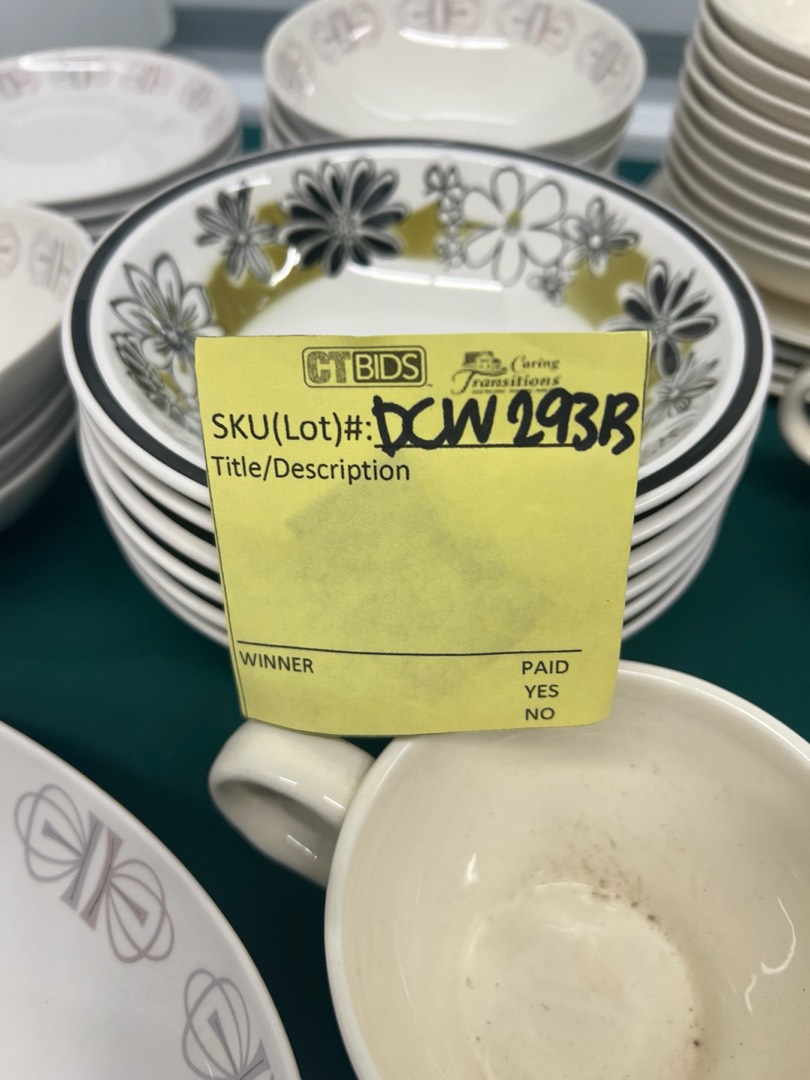 CTBIDS
Caring Transitions
SKU(Lot)#: DCW 293B
Title/Description
WINNER
PAID
YES
NO